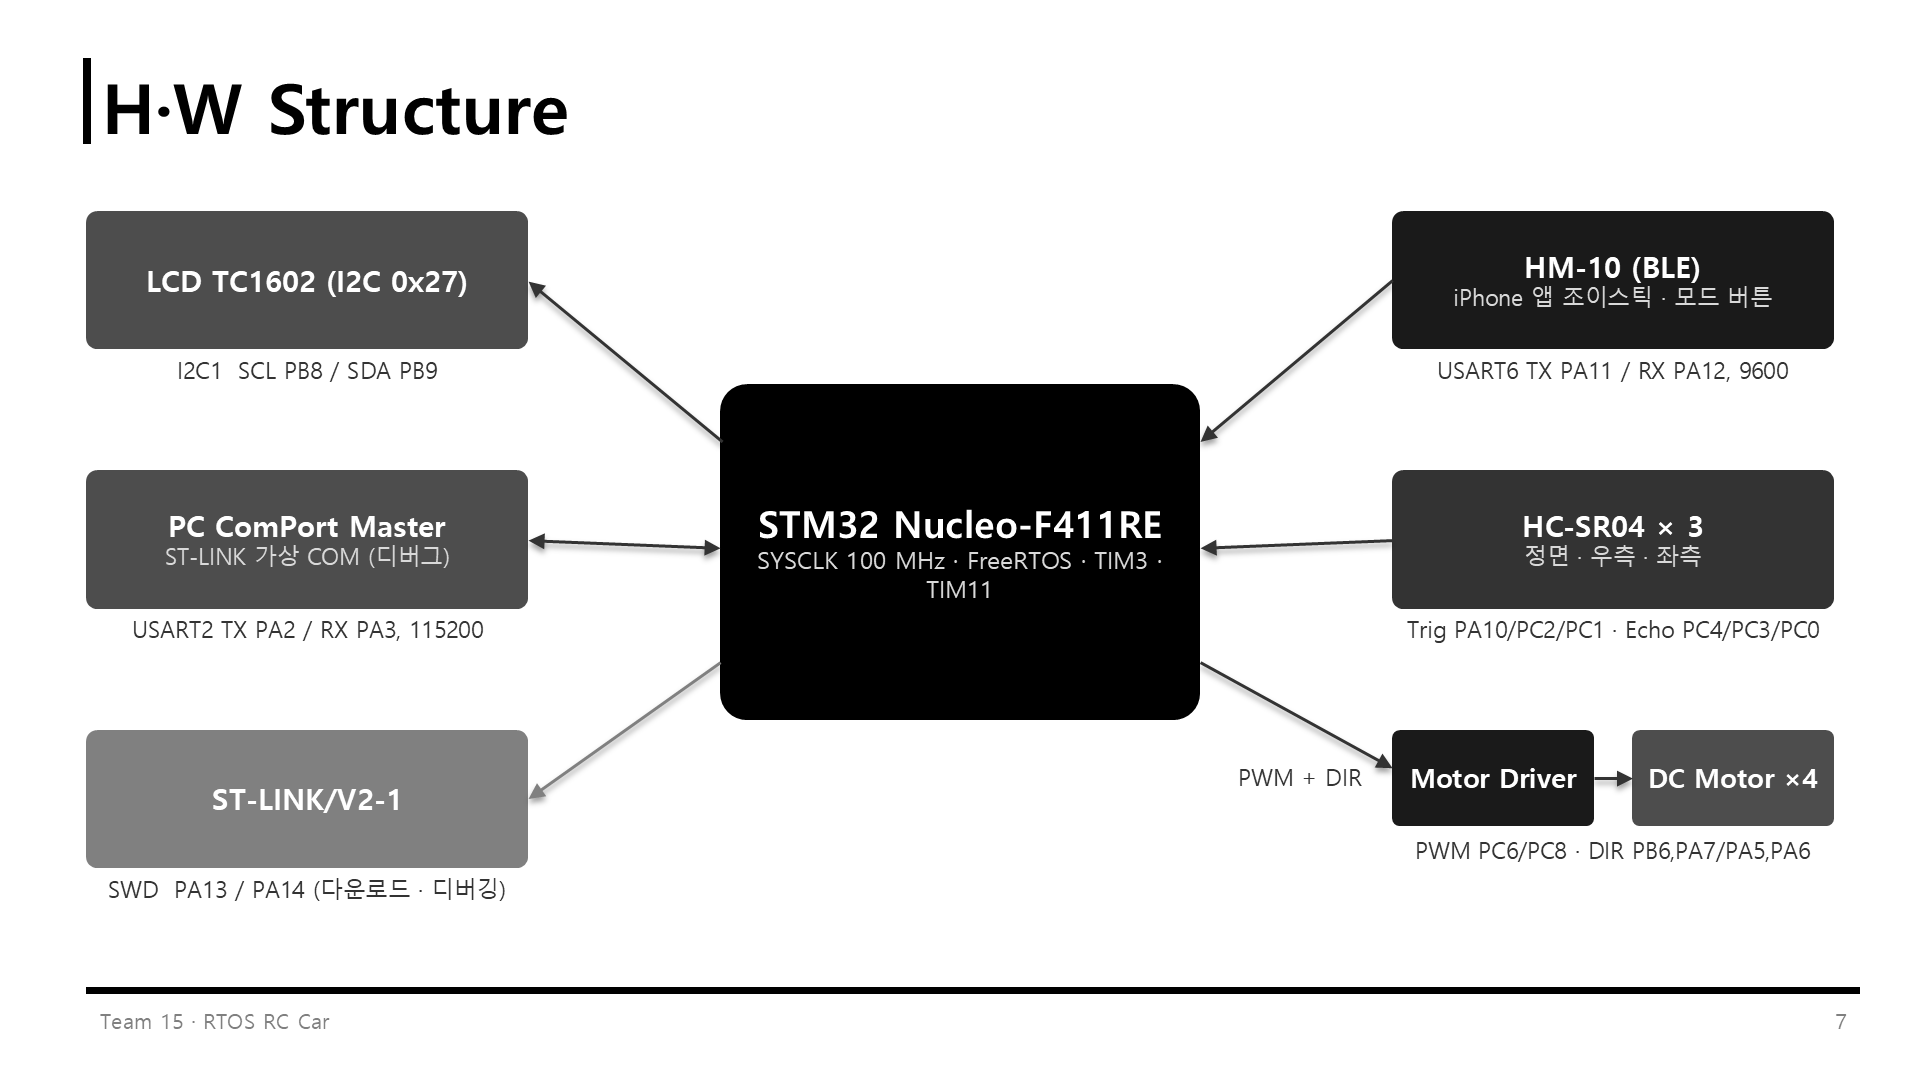 H·W Structure
LCD TC1602 (I2C 0x27)
I2C1  SCL PB8 / SDA PB9
PC ComPort Master
ST-LINK 가상 COM (디버그)
USART2 TX PA2 / RX PA3, 115200
ST-LINK/V2-1
SWD  PA13 / PA14 (다운로드 · 디버깅)
STM32 Nucleo-F411RE
SYSCLK 100 MHz · FreeRTOS · TIM3 ·
TIM11
HM-10 (BLE)
iPhone 앱 조이스틱 · 모드 버튼
USART6 TX PA11 / RX PA12, 9600
HC-SR04 × 3
정면 · 우측 · 좌측
Trig PA10/PC2/PC1 · Echo PC4/PC3/PC0
PWM + DIR
Motor Driver
DC Motor ×4
PWM PC6/PC8 · DIR PB6,PA7/PA5,PA6
Team 15 · RTOS RC Car
7